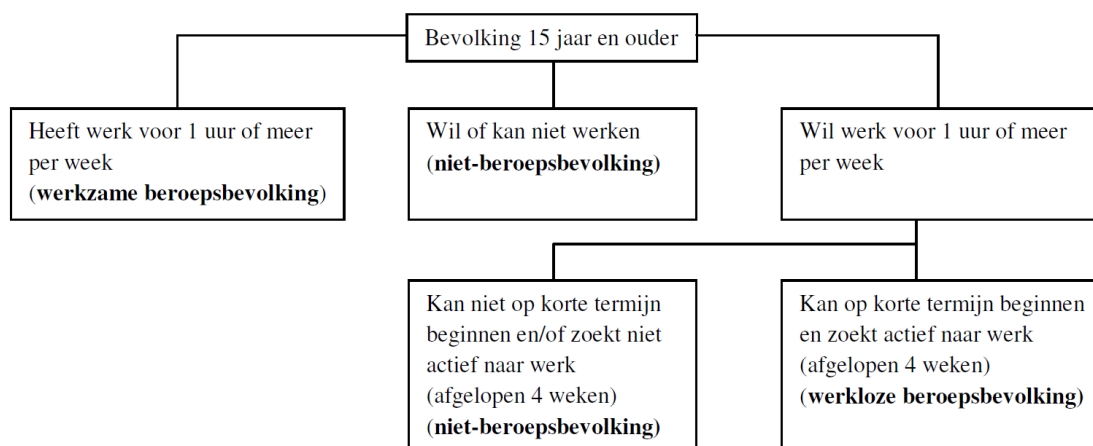 Bevolking 15 jaar en ouder
Heeft werk voor 1 uur of meer
per week
(werkzame beroepsbevolking)
Wil of kan niet werken
(niet-beroepsbevolking)
Wil werk voor 1 uur of meer
per week
Kan niet op korte termijn
beginnen en/of zoekt niet
actief naar werk
(afgelopen 4 weken)
(niet-beroepsbevolking)
Kan op korte termijn beginnen
en zoekt actief naar werk
(afgelopen 4 weken)
(werkloze beroepsbevolking)